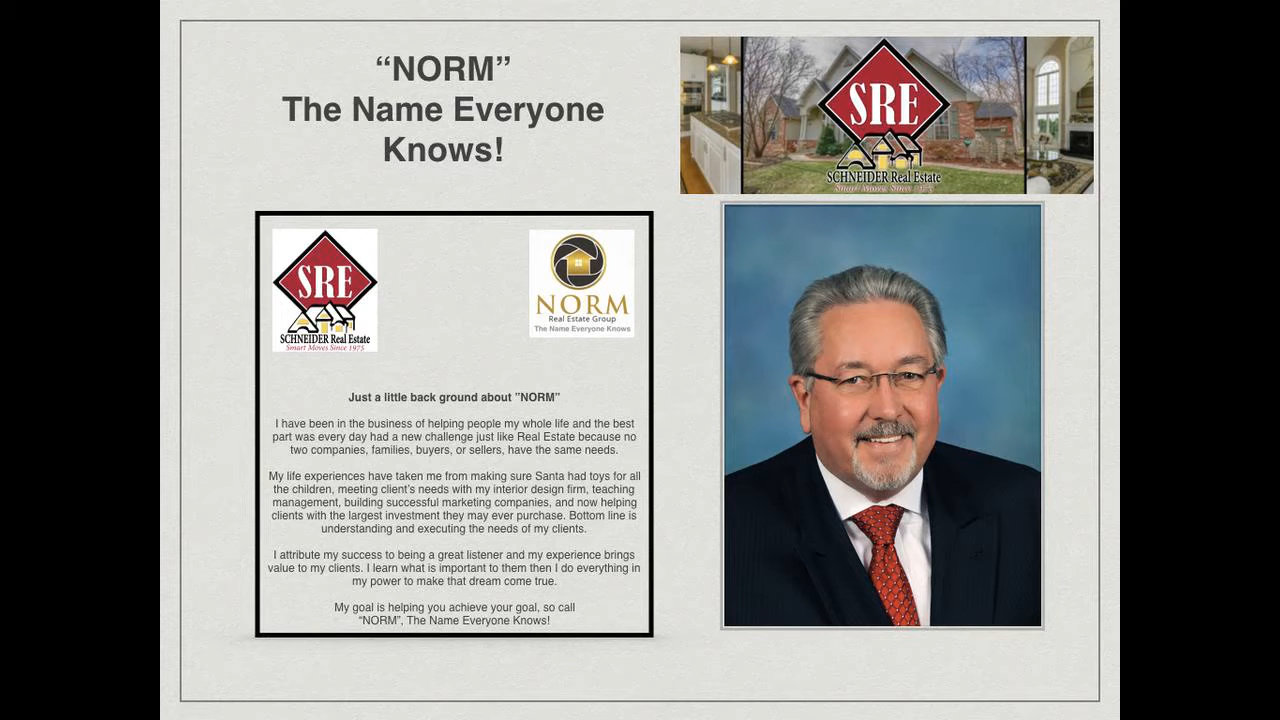 “NORM”
The Name Everyone
Knows!
SRE
SCHNEIDER Real Estate
Smart Moves Since 1975
SRE
SCHNEIDER Real Estate
Smart Moves Since 1975
NORM
Real Estate Group
The Name Everyone Knows
Just a little back ground about ”NORM”
I have been in the business of helping people my whole life and the best
part was every day had a new challenge just like Real Estate because no
two companies, families, buyers, or sellers, have the same needs.
My life experiences have taken me from making sure Santa had toys for all
the children, meeting client’s needs with my interior design firm, teaching
management, building successful marketing companies, and now helping
clients with the largest investment they may ever purchase. Bottom line is
understanding and executing the needs of my clients.
I attribute my success to being a great listener and my experience brings
value to my clients. I learn what is important to them then I do everything in
my power to make that dream come true.
My goal is helping you achieve your goal, so call
“NORM”, The Name Everyone Knows!